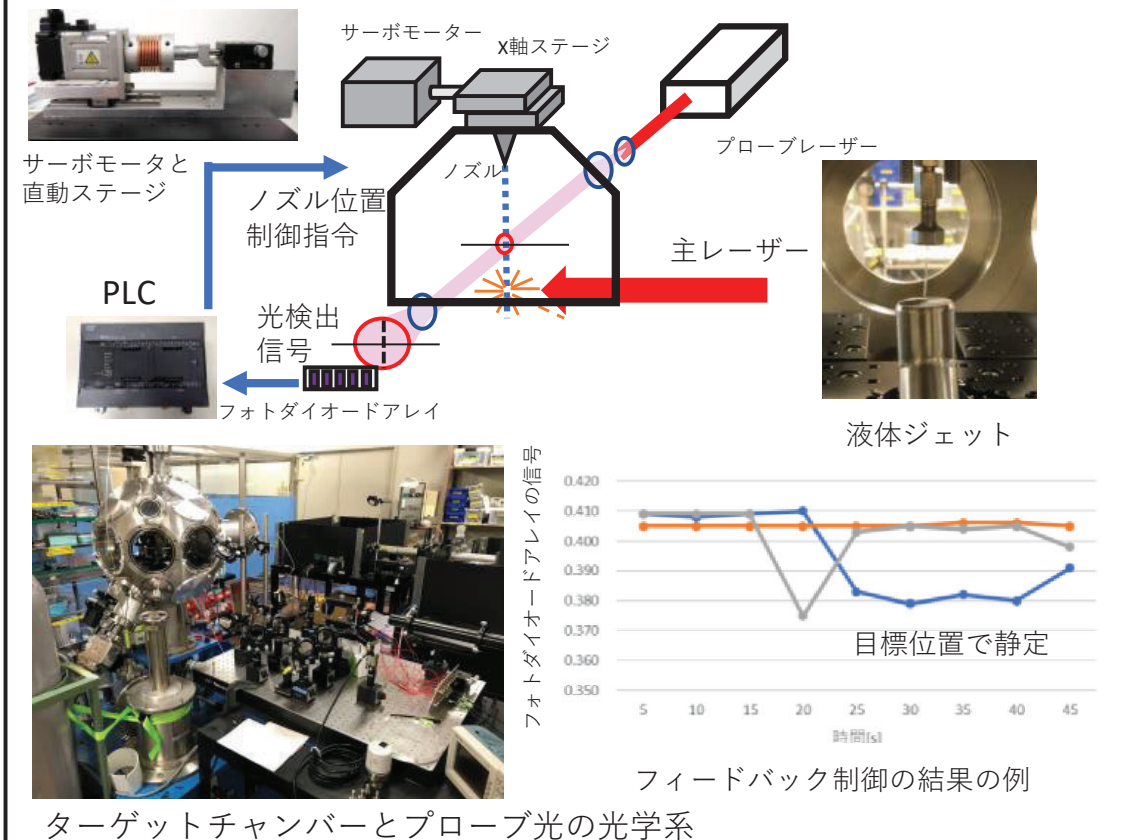 サーボモーター
X軸ステージ
プローブレーザー
サーボモータと
直動ステージ
ノズル
ノズル位置
制御指令
主レーザー
PLC
光検出
信号
フォトダイオードアレイ
液体ジェット
フォトダイオードアレイの信号
0.420
0.410
0.400
0.390
0.380
0.370
0.360
0.350
目標位置で静定
5
10
15
20
25
30
35
40
45
時間[s]
フィードバック制御の結果の例
ターゲットチャンバーとプローブ光の光学系